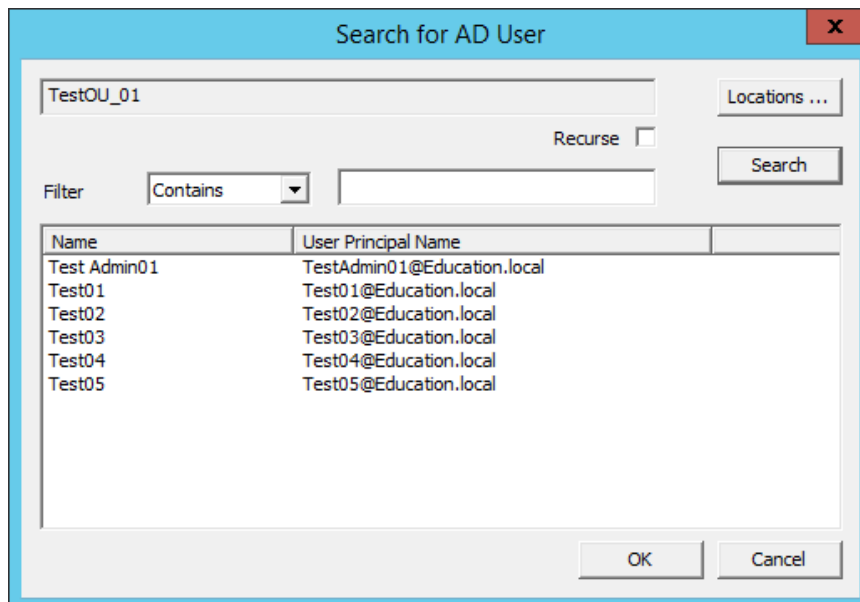 Search for AD User
x
TestOU_01
Locations ...
Recurse
Search
Filter Contains
Name User Principal Name
Test Admin01 TestAdmin01@Education.local
Test01 Test01@Education.local
Test02 Test02@Education.local
Test03 Test03@Education.local
Test04 Test04@Education.local
Test05 Test05@Education.local
OK Cancel